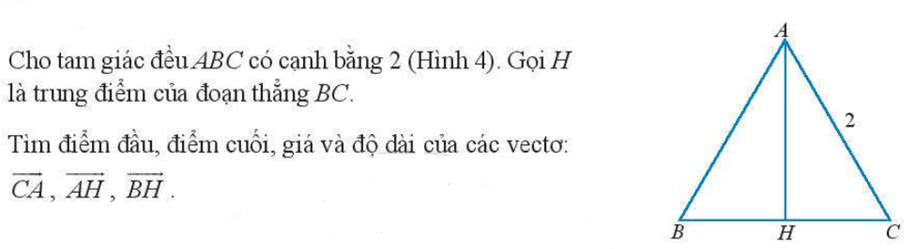 Cho tam giác đều ABC có cạnh bằng 2 (Hình 4). Gọi H
là trung điểm của đoạn thẳng BC.
Tìm điểm đầu, điểm cuối, giá và độ dài của các vectơ:
$\overrightarrow{CA}$, $\overrightarrow{AH}$, $\overrightarrow{BH}$.
A
2
B
H
C